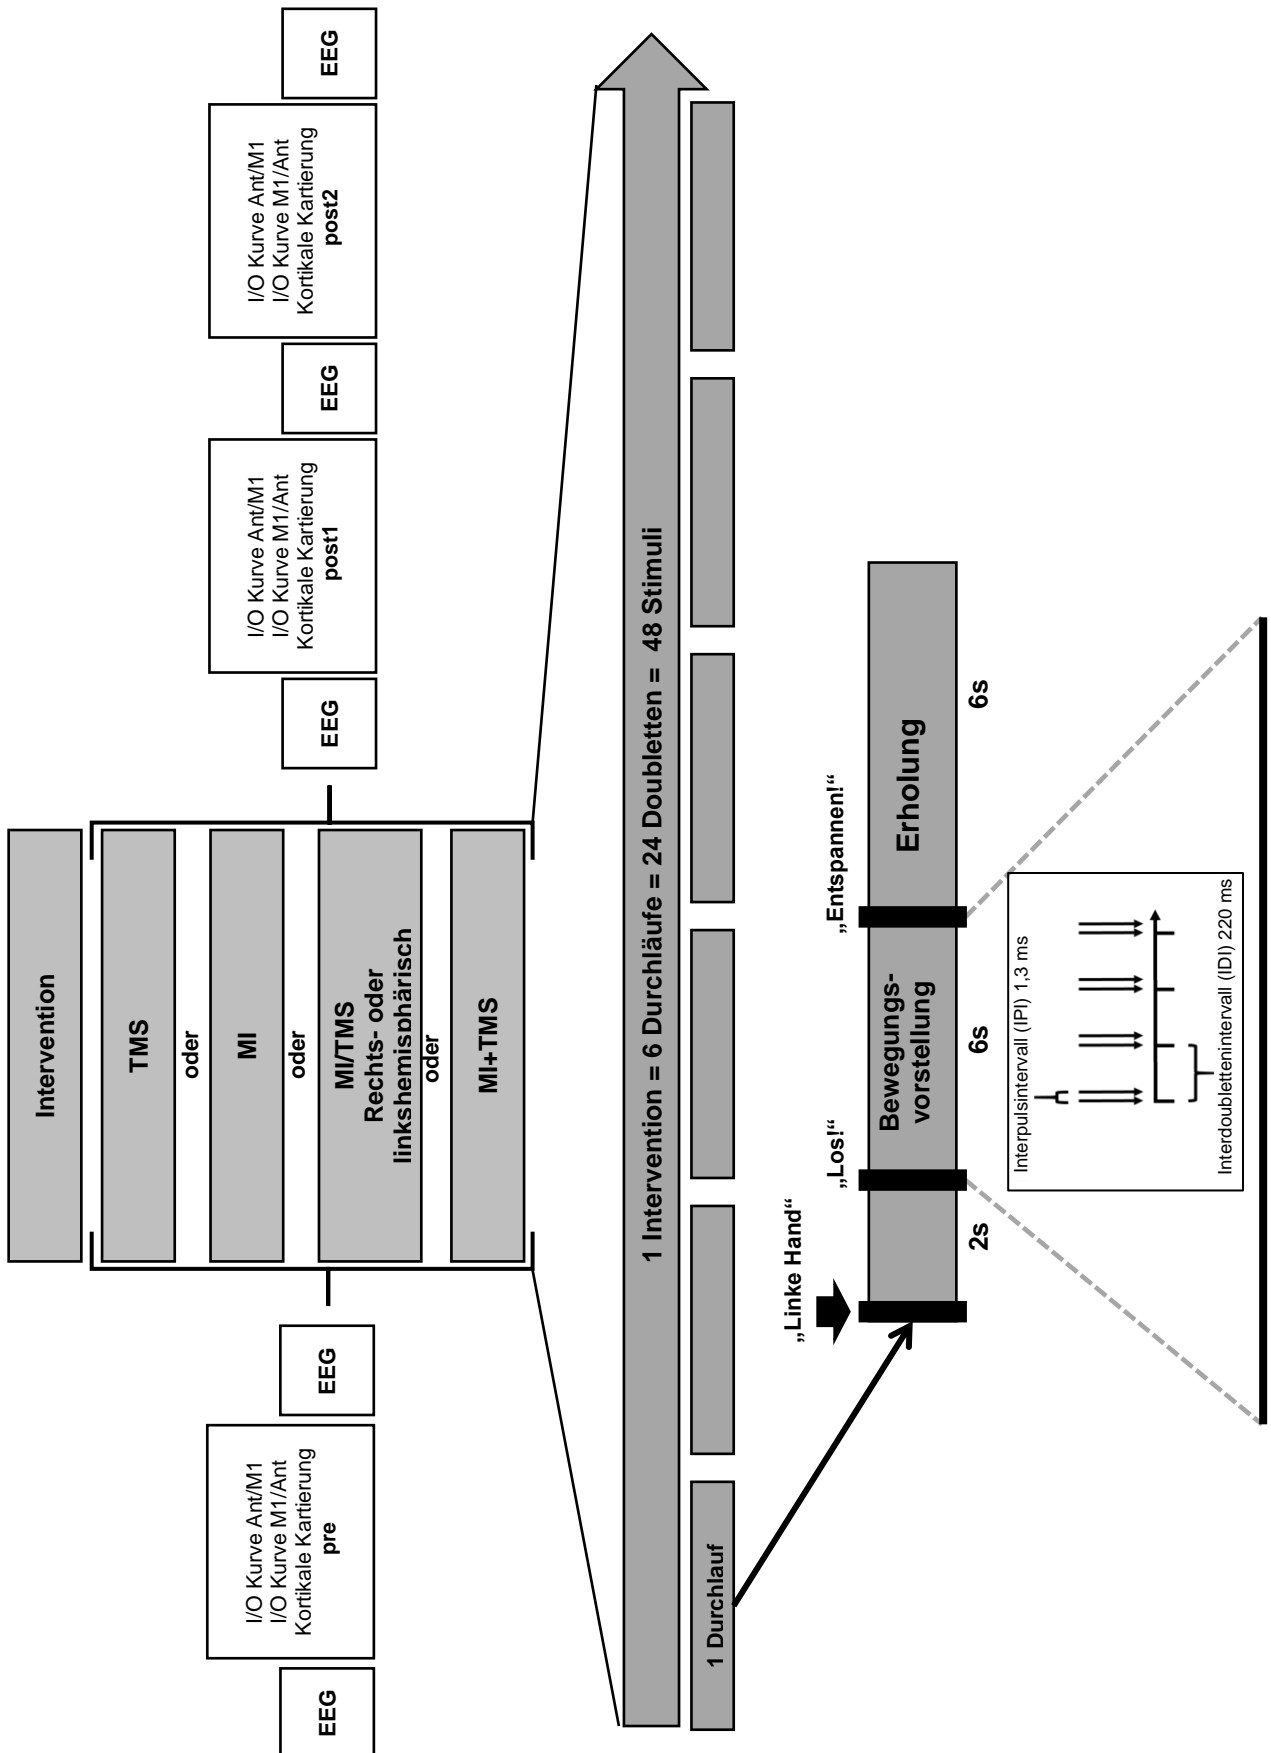 EEG
I/O Kurve Ant/M1
I/O Kurve M1/Ant
Kortikale Kartierung
pre
EEG
Intervention
TMS
oder
MI
oder
MI/TMS
Rechts- oder
linkshemisphärisch
oder
MI+TMS
EEG
I/O Kurve Ant/M1
I/O Kurve M1/Ant
Kortikale Kartierung
post1
EEG
I/O Kurve Ant/M1
I/O Kurve M1/Ant
Kortikale Kartierung
post2
EEG
1 Intervention = 6 Durchläufe = 24 Doubletten = 48 Stimuli
1 Durchlauf
„Linke Hand“
„Los!“
„Entspannen!“
Bewegungs-
vorstellung
Erholung
2s
6s
6s
Interpulsintervall (IPI) 1,3 ms
Interdoublettenintervall (IDI) 220 ms